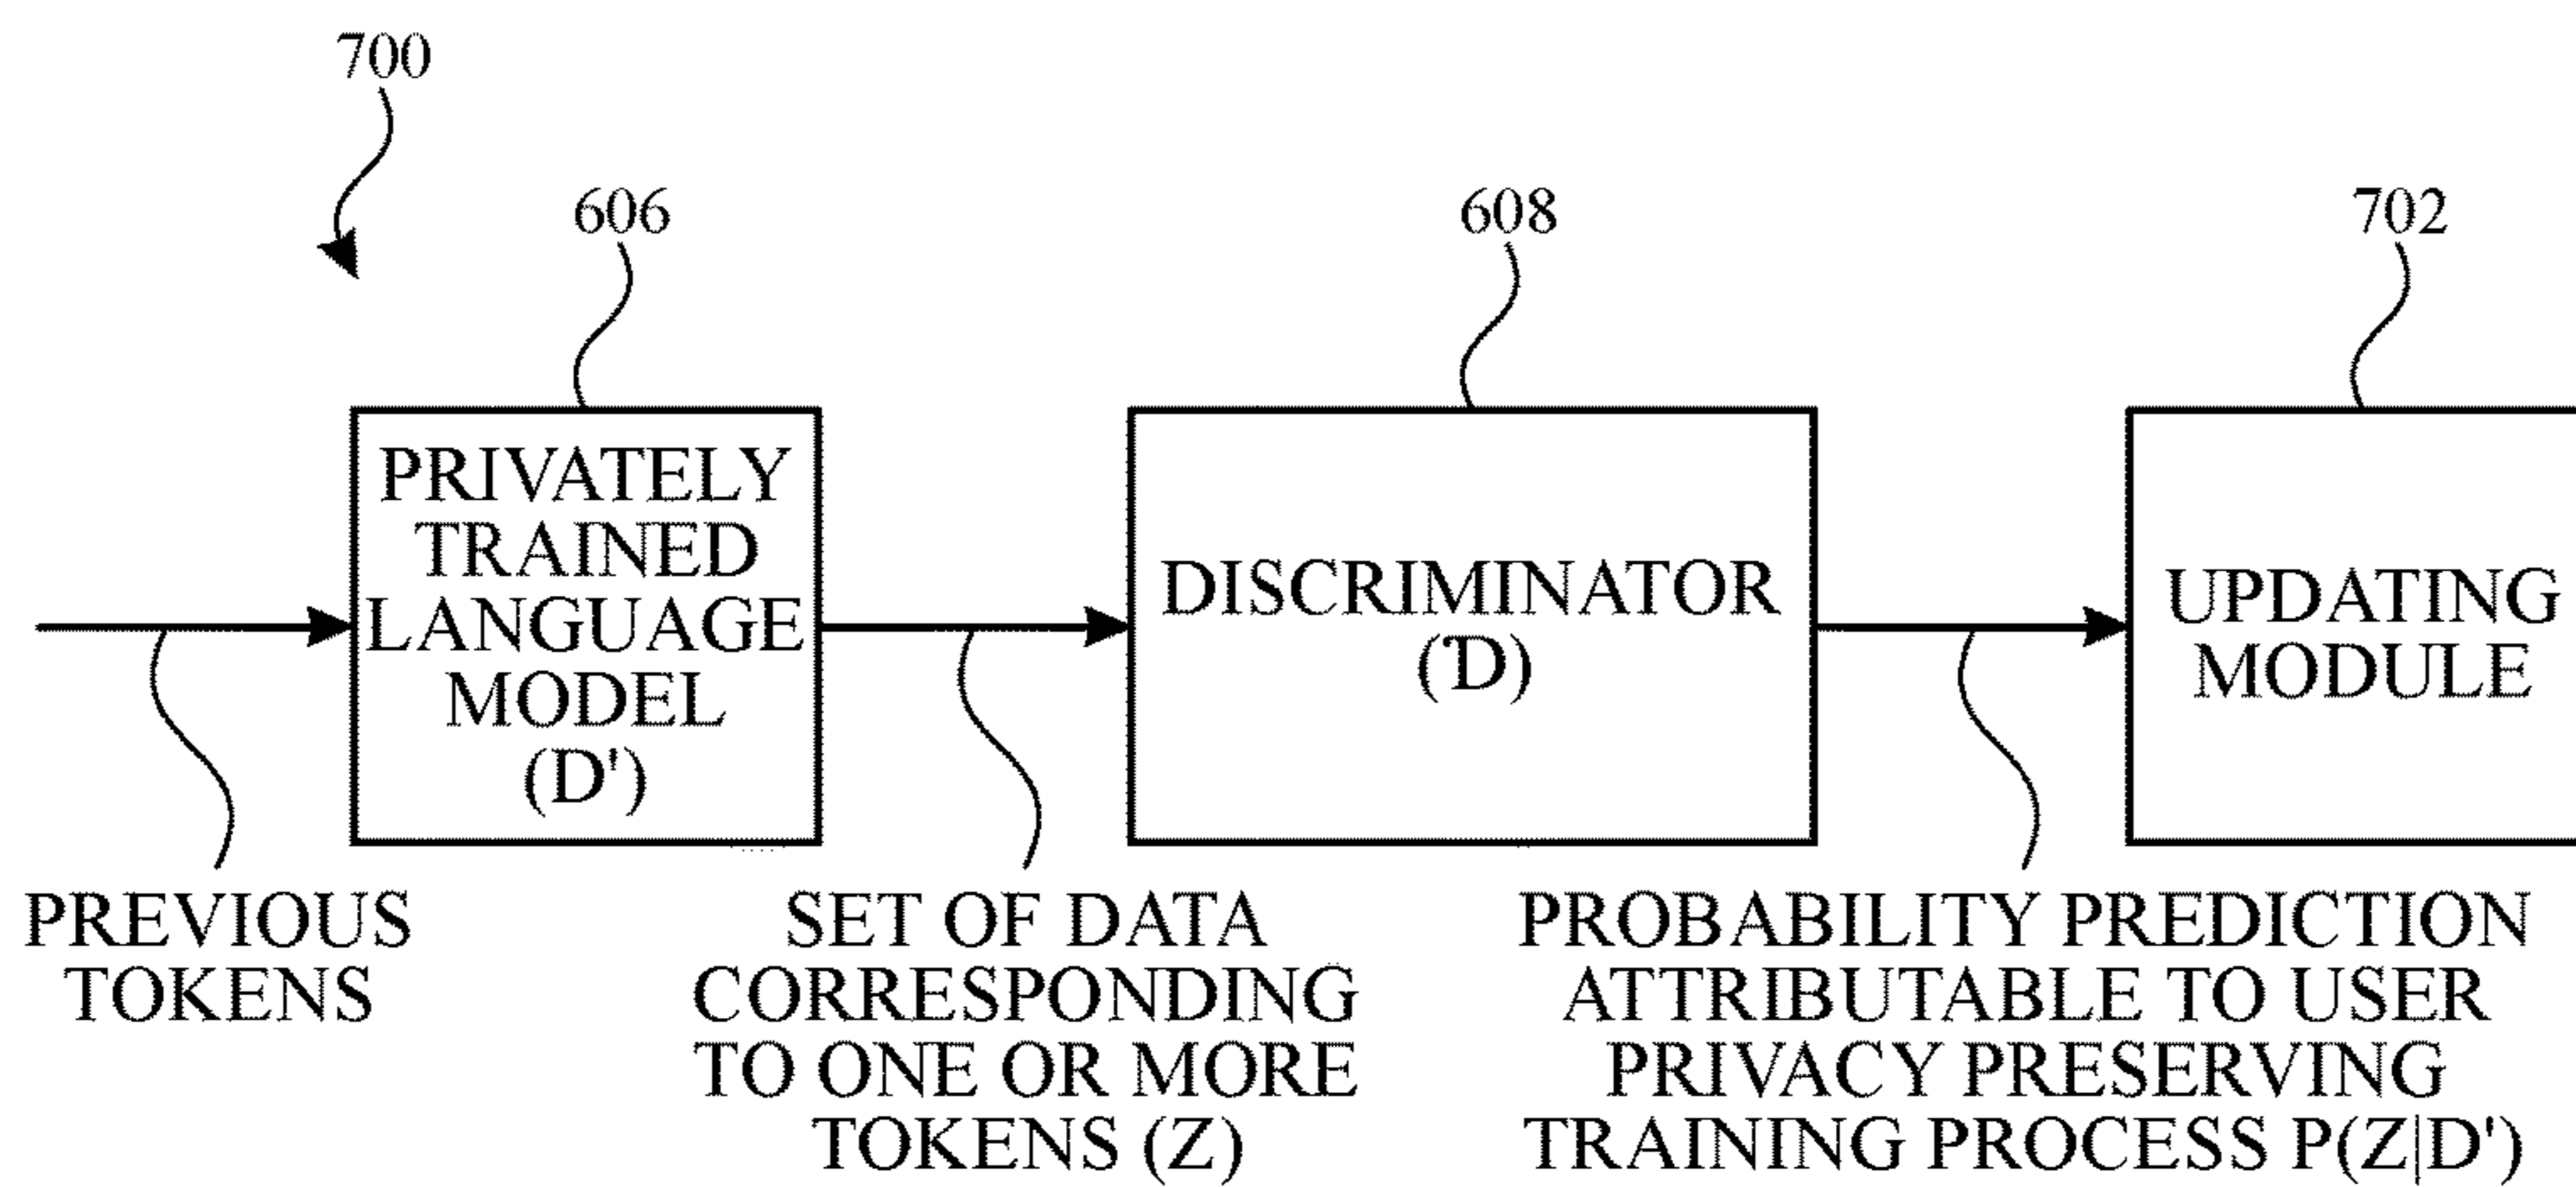 700
606
608
702
PRIVATELY
TRAINED
LANGUAGE
MODEL
(D')
DISCRIMINATOR
(D)
UPDATING
MODULE
PREVIOUS
TOKENS
SET OF DATA
CORRESPONDING
TO ONE OR MORE
TOKENS (Z)
PROBABILITY PREDICTION
ATTRIBUTABLE TO USER
PRIVACY PRESERVING
TRAINING PROCESS P(Z|D')